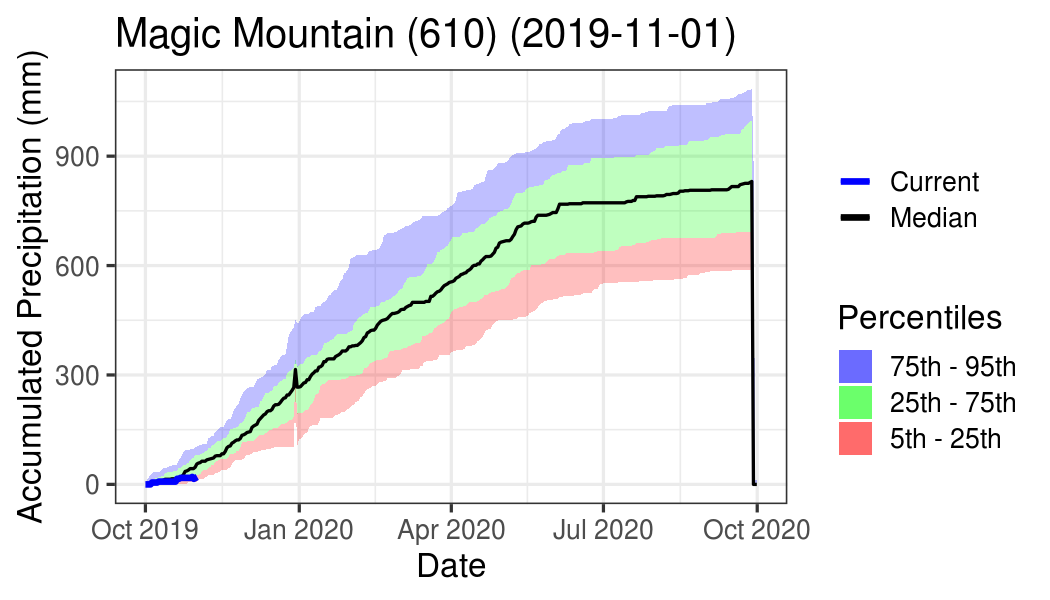 Magic Mountain (610) (2019-11-01)
Accumulated Precipitation (mm)
900
600
300
0
Oct 2019
Jan 2020
Apr 2020
Jul 2020
Oct 2020
Date
Current
Median
Percentiles
75th - 95th
25th - 75th
5th - 25th